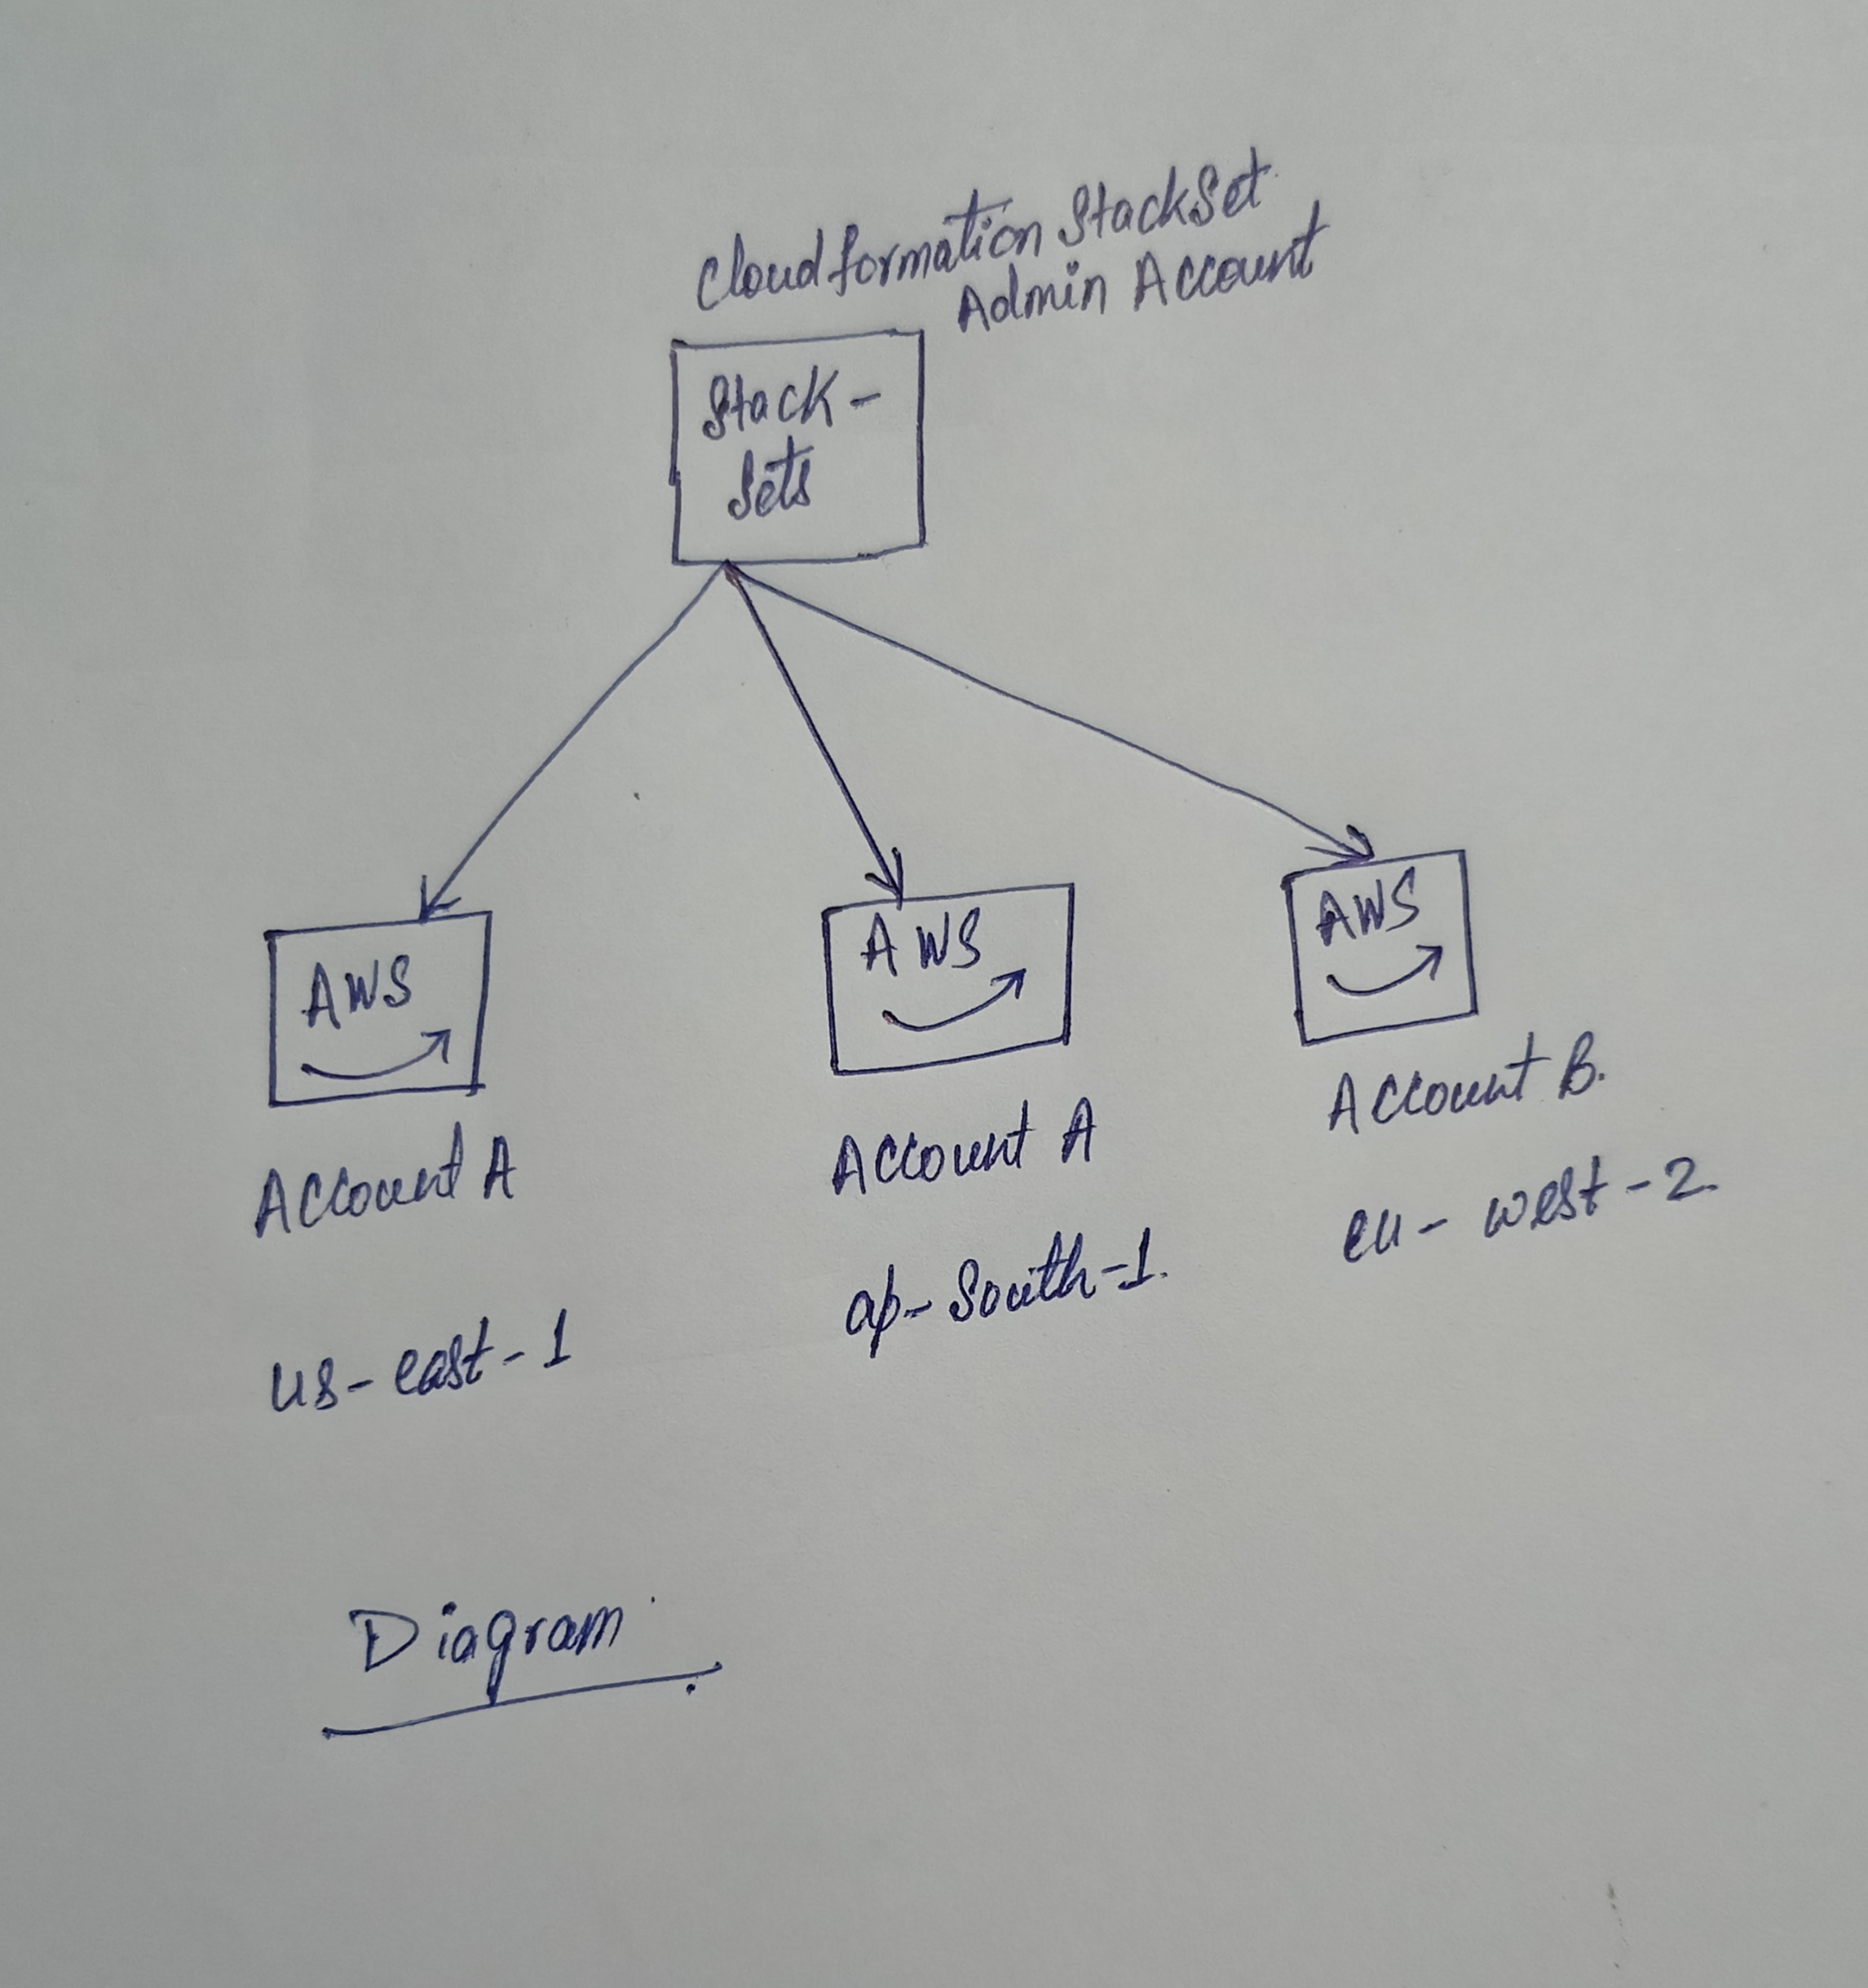 Cloudformation StackSet
Admin Account
Stack-
Sets
AWS
AWS
AWS
Account A
Account A
Account B.
us-east-1
ap-South-1.
eu-west-2.
Diagram